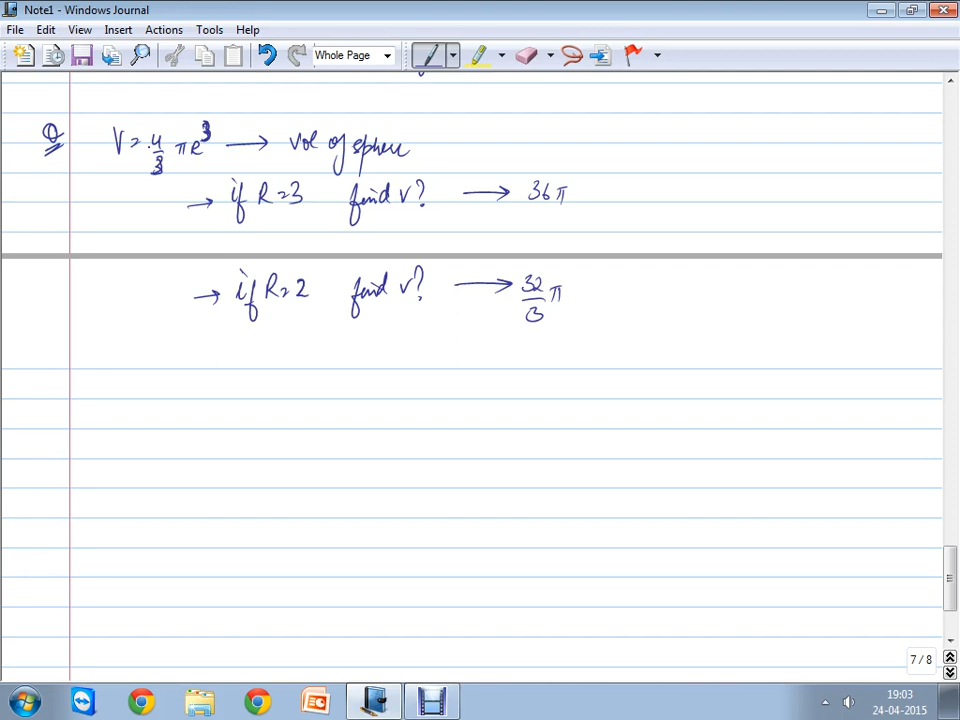 Note1 - Windows Journal
File Edit View Insert Actions Tools Help
Whole Page
Q V = 4/3 πR³ → vol of sphere
→ if R = 3 find v? → 36π
→ if R = 2 find v? → 32/3 π
7 / 8
19:03
24-04-2015